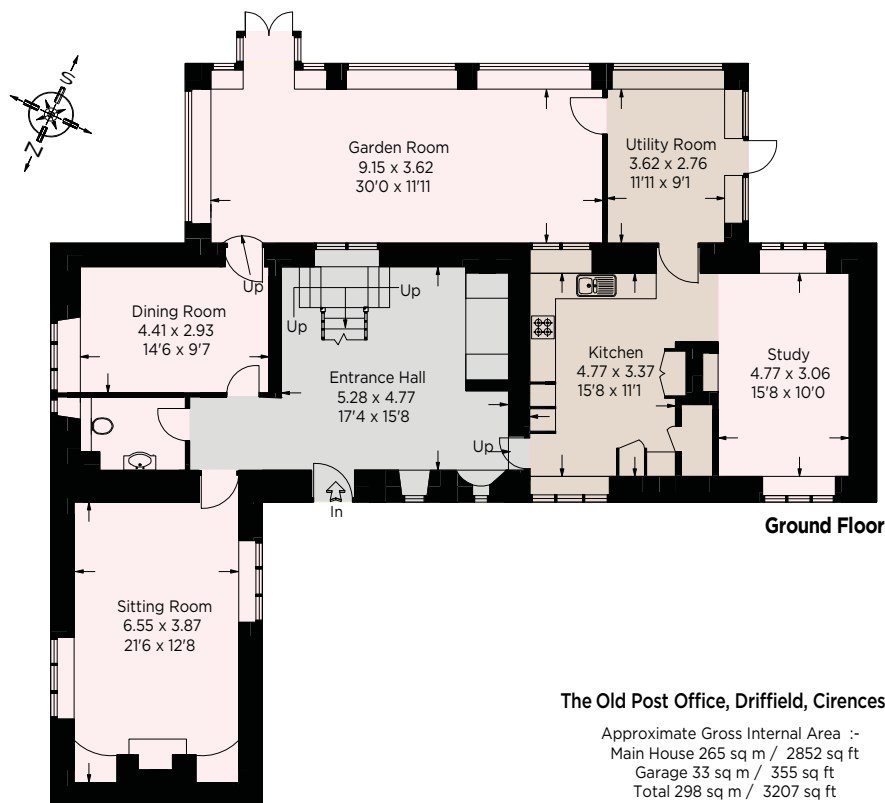 S
N
Garden Room
9.15 x 3.62
30'0 x 11'11
Utility Room
3.62 x 2.76
11'11 x 9'1
Up
Dining Room
4.41 x 2.93
14'6 x 9'7
Up
Up
Entrance Hall
5.28 x 4.77
17'4 x 15'8
Kitchen
4.77 x 3.37
15'8 x 11'1
Study
4.77 x 3.06
15'8 x 10'0
Up
In
Ground Floor
Sitting Room
6.55 x 3.87
21'6 x 12'8
The Old Post Office, Driffield, Cirences
Approximate Gross Internal Area :-
Main House 265 sq m / 2852 sq ft
Garage 33 sq m / 355 sq ft
Total 298 sq m / 3207 sq ft